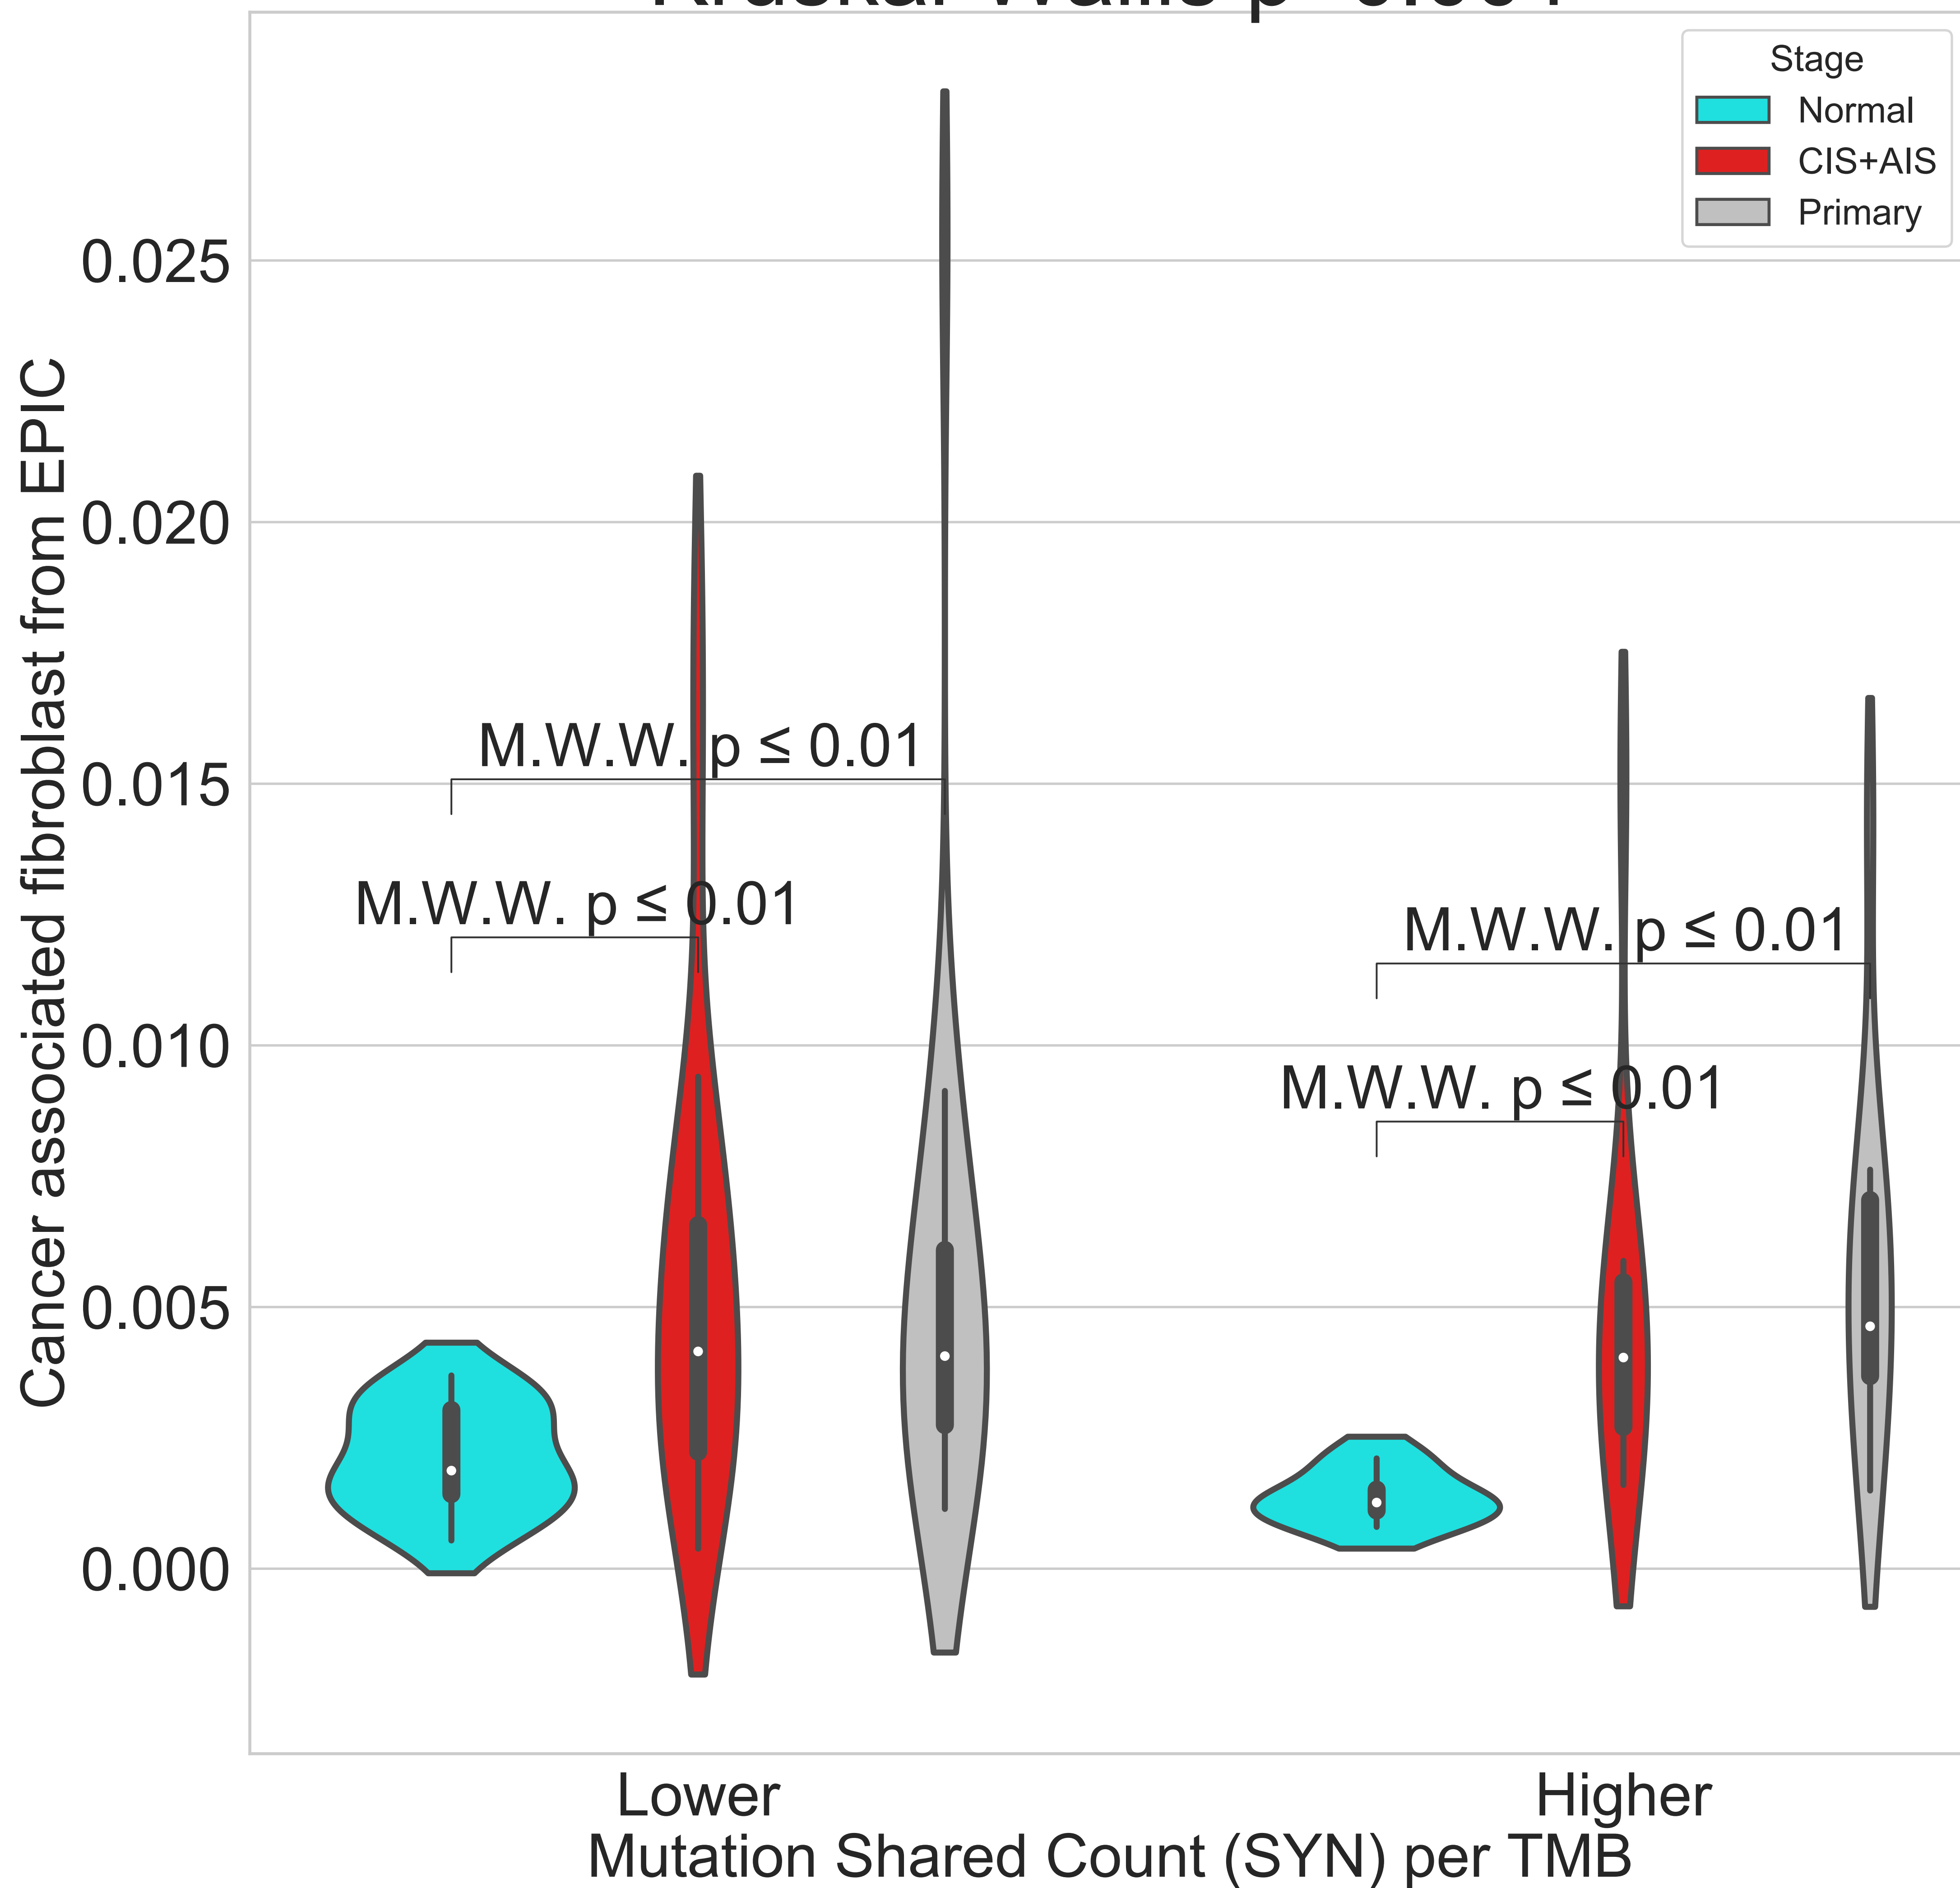 Stage
Normal
CIS+AIS
Primary
Cancer associated fibroblast from EPIC
0.025
0.020
0.015
0.010
0.005
0.000
M.W.W. p ≤ 0.01
M.W.W. p ≤ 0.01
M.W.W. p ≤ 0.01
M.W.W. p ≤ 0.01
Lower
Higher
Mutation Shared Count (SYN) per TMB